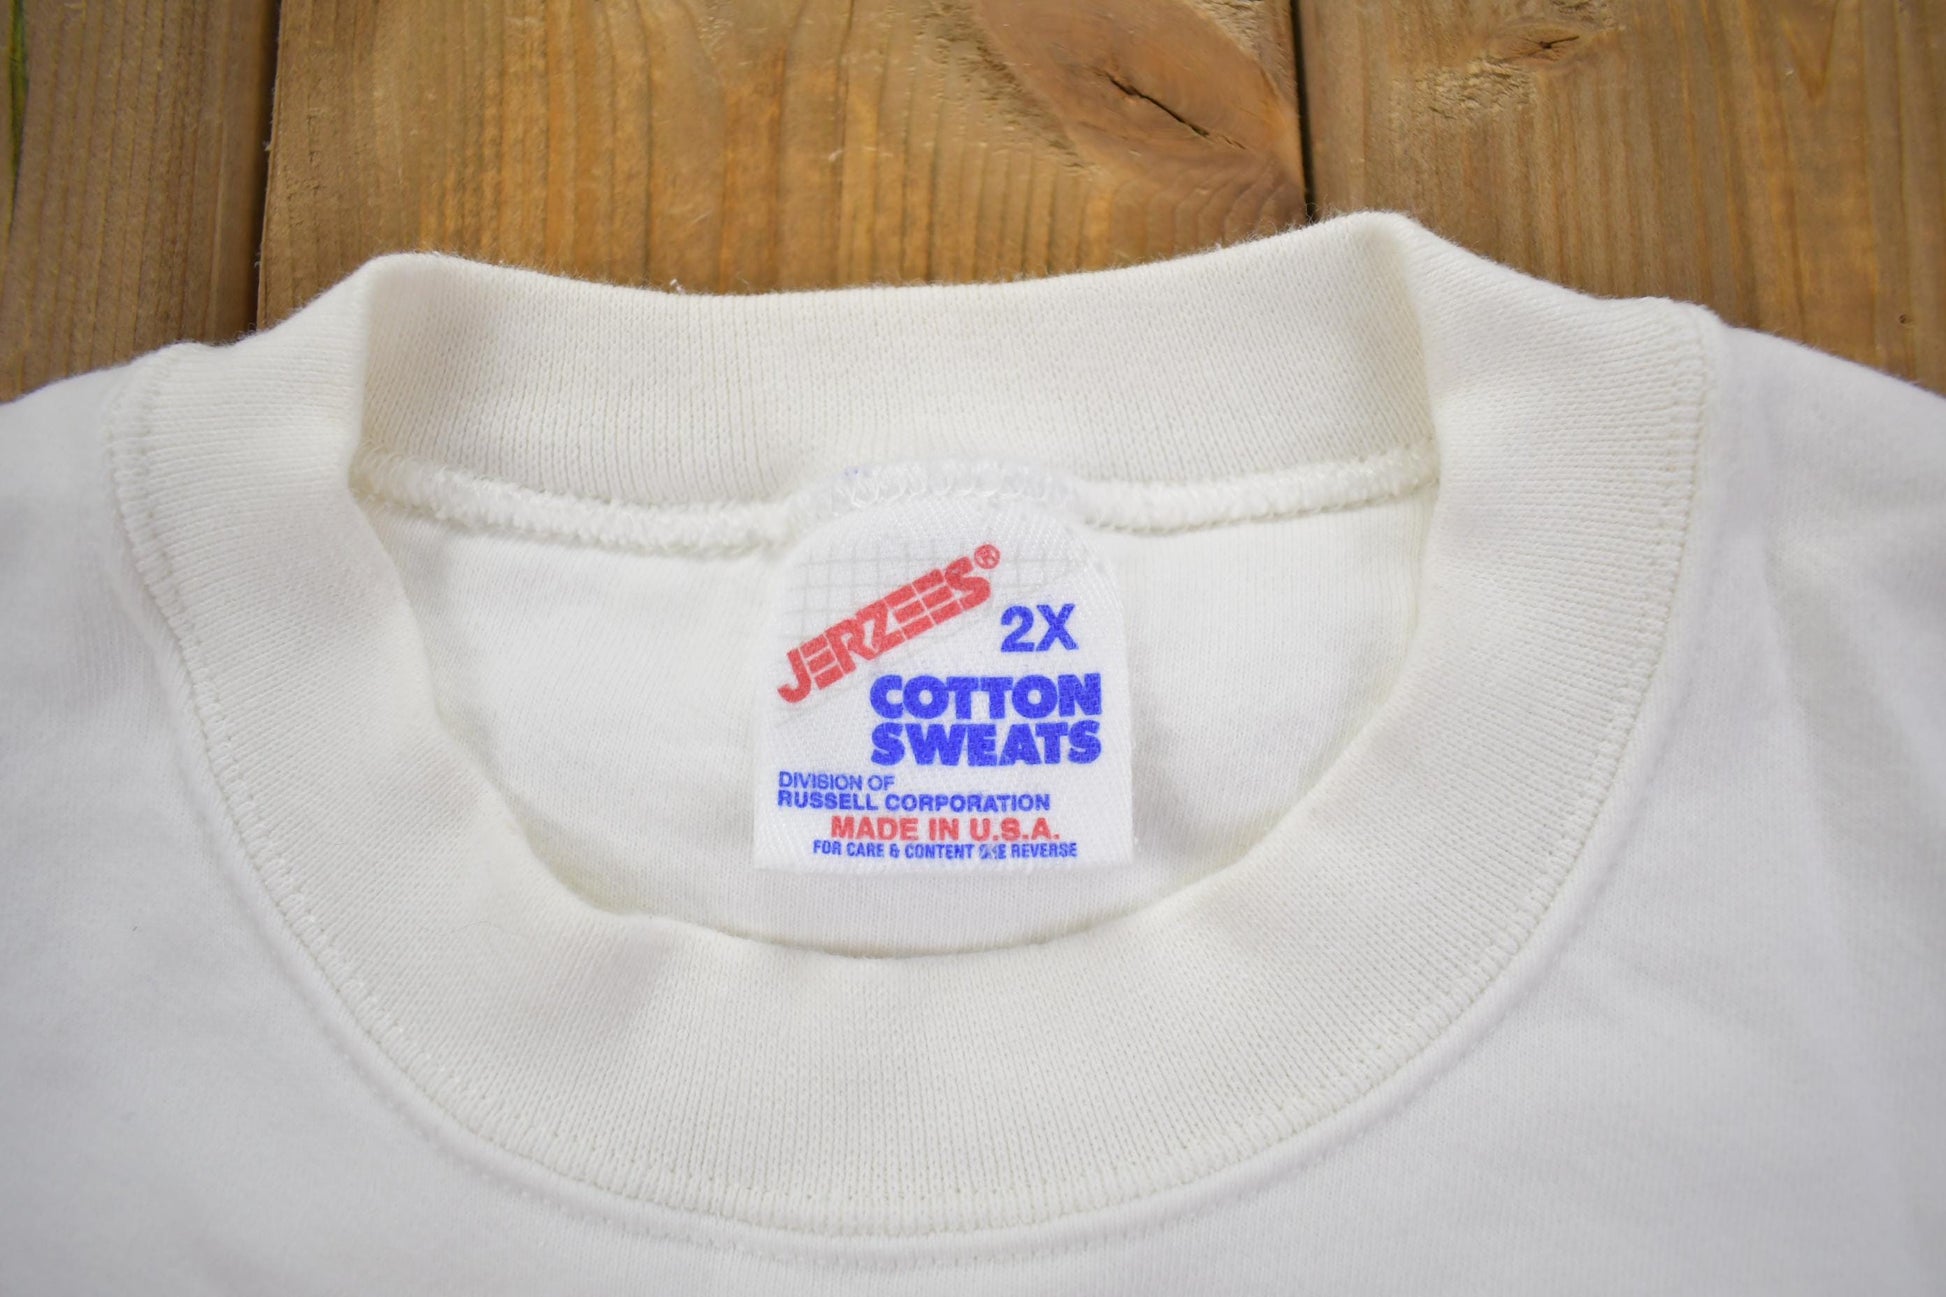 JERZEES®
2X
COTTON
SWEATS
DIVISION OF
RUSSELL CORPORATION
MADE IN U.S.A.
FOR CARE & CONTENT SEE REVERSE